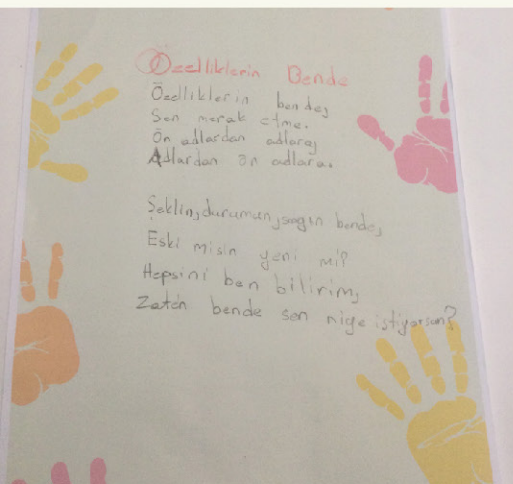 Özelliklerin Bende
Özelliklerin bende,
Sen merak etme.
Ön adlardan adlara,
Adlardan ön adlara.
Şeklin, durumun, sayın bende,
Eski misin yeni mi?
Hepsini ben bilirim,
Zaten bende sen niye istiyorsun?